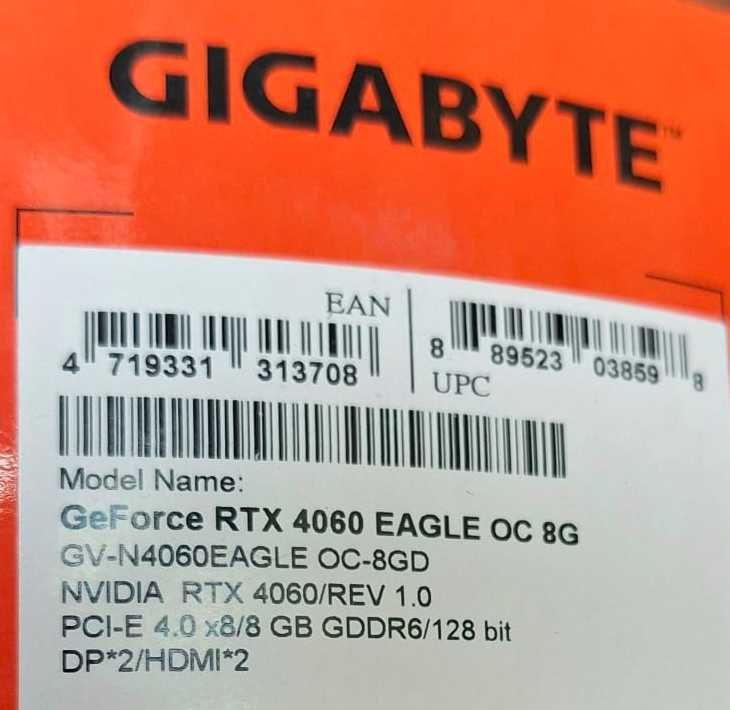 GIGABYTE™
EAN
4 719331 313708
8 89523 03859 8
UPC
Model Name:
GeForce RTX 4060 EAGLE OC 8G
GV-N4060EAGLE OC-8GD
NVIDIA RTX 4060/REV 1.0
PCI-E 4.0 x8/8 GB GDDR6/128 bit
DP*2/HDMI*2